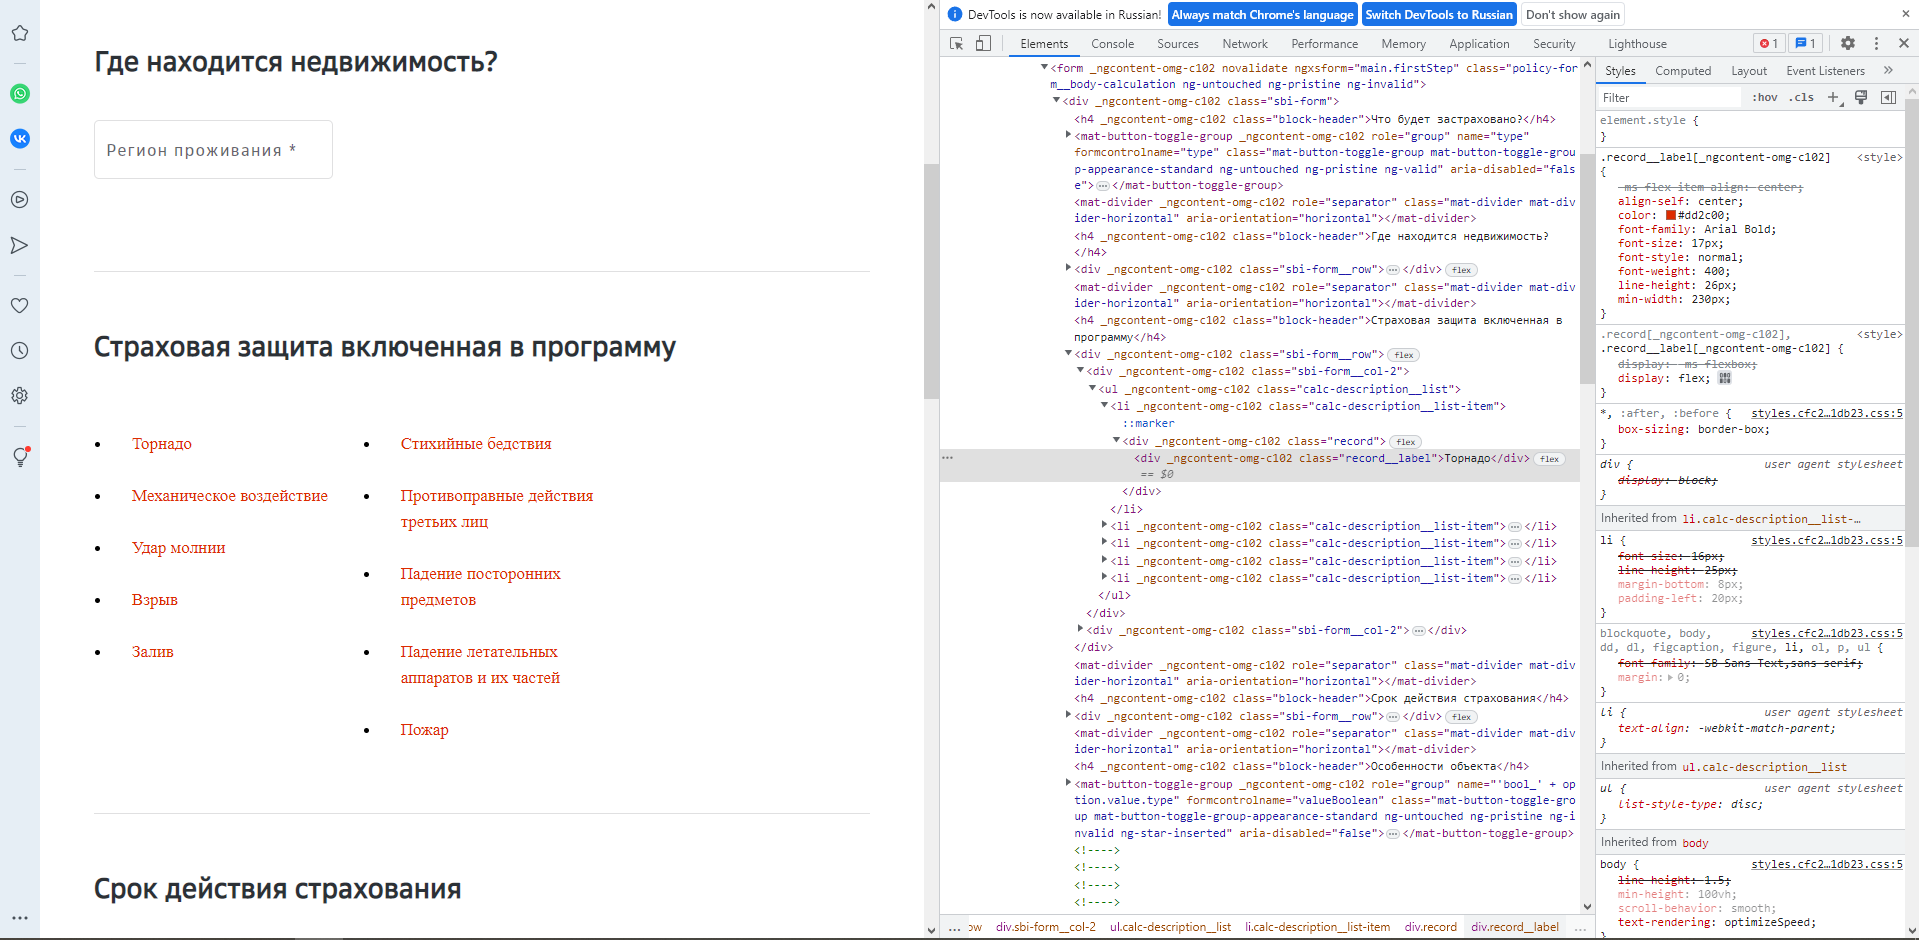 Где находится недвижимость?
Регион проживания *
Страховая защита включенная в программу
Торнадо
Механическое воздействие
Удар молнии
Взрыв
Залив
Стихийные бедствия
Противоправные действия
третьих лиц
Падение посторонних
предметов
Падение летательных
аппаратов и их частей
Пожар
Срок действия страхования
DevTools is now available in Russian! Always match Chrome's language Switch DevTools to Russian Don't show again
Elements Console Sources Network Performance Memory Application Security Lighthouse 1 1
<form _ngcontent-omg-c102 novalidate ngxsform="main.firstStep" class="policy-for
m__body-calculation ng-untouched ng-pristine ng-invalid">
<div _ngcontent-omg-c102 class="sbi-form">
<h4 _ngcontent-omg-c102 class="block-header">Что будет застраховано?</h4>
<mat-button-toggle-group _ngcontent-omg-c102 role="group" name="type"
formcontrolname="type" class="mat-button-toggle-group mat-button-toggle-grou
p-appearance-standard ng-untouched ng-pristine ng-valid" aria-disabled="fals
e">…</mat-button-toggle-group>
<mat-divider _ngcontent-omg-c102 role="separator" class="mat-divider mat-div
ider-horizontal" aria-orientation="horizontal"></mat-divider>
<h4 _ngcontent-omg-c102 class="block-header">Где находится недвижимость?
</h4>
<div _ngcontent-omg-c102 class="sbi-form__row">…</div> flex
<mat-divider _ngcontent-omg-c102 role="separator" class="mat-divider mat-div
ider-horizontal" aria-orientation="horizontal"></mat-divider>
<h4 _ngcontent-omg-c102 class="block-header">Страховая защита включенная в
программу</h4>
<div _ngcontent-omg-c102 class="sbi-form__row"> flex
<div _ngcontent-omg-c102 class="sbi-form__col-2">
<ul _ngcontent-omg-c102 class="calc-description__list">
<li _ngcontent-omg-c102 class="calc-description__list-item">
::marker
<div _ngcontent-omg-c102 class="record"> flex
<div _ngcontent-omg-c102 class="record__label">Торнадо</div> flex
== $0
</div>
</li>
<li _ngcontent-omg-c102 class="calc-description__list-item">…</li>
<li _ngcontent-omg-c102 class="calc-description__list-item">…</li>
<li _ngcontent-omg-c102 class="calc-description__list-item">…</li>
<li _ngcontent-omg-c102 class="calc-description__list-item">…</li>
</ul>
</div>
<div _ngcontent-omg-c102 class="sbi-form__col-2">…</div>
</div>
<mat-divider _ngcontent-omg-c102 role="separator" class="mat-divider mat-div
ider-horizontal" aria-orientation="horizontal"></mat-divider>
<h4 _ngcontent-omg-c102 class="block-header">Срок действия страхования</h4>
<div _ngcontent-omg-c102 class="sbi-form__row">…</div> flex
<mat-divider _ngcontent-omg-c102 role="separator" class="mat-divider mat-div
ider-horizontal" aria-orientation="horizontal"></mat-divider>
<h4 _ngcontent-omg-c102 class="block-header">Особенности объекта</h4>
<mat-button-toggle-group _ngcontent-omg-c102 role="group" name="'bool_' + op
tion.value.type" formcontrolname="valueBoolean" class="mat-button-toggle-gro
up mat-button-toggle-group-appearance-standard ng-untouched ng-pristine ng-i
nvalid ng-star-inserted" aria-disabled="false">…</mat-button-toggle-group>
<!---->
<!---->
<!---->
<!---->
... ow div.sbi-form__col-2 ul.calc-description__list li.calc-description__list-item div.record div.record__label ...
Styles Computed Layout Event Listeners »
Filter :hov .cls +
element.style {
}
.record__label[_ngcontent-omg-c102] <style>
{
-ms-flex-item-align: center;
align-self: center;
color: #dd2c00;
font-family: Arial Bold;
font-size: 17px;
font-style: normal;
font-weight: 400;
line-height: 26px;
min-width: 230px;
}
.record[_ngcontent-omg-c102], <style>
.record__label[_ngcontent-omg-c102] {
display: -ms-flexbox;
display: flex;
}
*, :after, :before { styles.cfc2…1db23.css:5
box-sizing: border-box;
}
div { user agent stylesheet
display: block;
}
Inherited from li.calc-description__list-…
li { styles.cfc2…1db23.css:5
font-size: 16px;
line-height: 25px;
margin-bottom: 8px;
padding-left: 20px;
}
blockquote, body, styles.cfc2…1db23.css:5
dd, dl, figcaption, figure, li, ol, p, ul {
font-family: SB Sans Text,sans-serif;
margin: 0;
}
li { user agent stylesheet
text-align: -webkit-match-parent;
}
Inherited from ul.calc-description__list
ul { user agent stylesheet
list-style-type: disc;
}
Inherited from body
body { styles.cfc2…1db23.css:5
line-height: 1.5;
min-height: 100vh;
scroll-behavior: smooth;
text-rendering: optimizeSpeed;
}